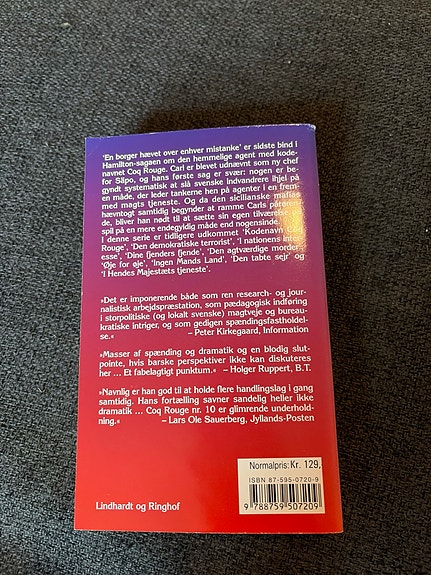 'En borger hævet over enhver mistanke' er sidste bind i
Hamilton-sagaen om den hemmelige agent med kode-
navnet Coq Rouge. Carl er blevet udnævnt som ny chef
for Säpo, og hans første sag er svær: nogen er be-
gyndt systematisk at slå svenske indvandrere ihjel på
en måde, der leder tankerne hen på agenter i en frem-
med magts tjeneste. Og da den sicilianske mafias
hævntogt samtidig begynder at ramme Carls pårøren-
de, bliver han nødt til at sætte sin egen tilværelse
spil på en mere endegyldig måde end nogensinde.
I denne serie er tidligere udkommet 'Kodenavn Coq
Rouge', 'Den demokratiske terrorist', 'I nationens inter-
esse', 'Dine fjenders fjende', 'Den agtværdige morder',
'Øje for øje', 'Ingen Mands Land', 'Den tabte sejr' og
'I Hendes Majestæts tjeneste'.
»Det er imponerende både som ren research- og jour-
nalistisk arbejdspræstation, som pædagogisk indføring
i storpolitiske (og lokalt svenske) magtveje og bureau-
kratiske intriger, og som gedigen spændingsfastholdel-
se.« – Peter Kirkegaard, Information
»Masser af spænding og dramatik og en blodig slut-
pointe, hvis barske perspektiver ikke kan diskuteres
her ... Et fabelagtigt punktum.« – Holger Ruppert, B.T.
»Navnlig er han god til at holde flere handlingslag i gang
samtidig. Hans fortælling savner sandelig heller ikke
dramatik ... Coq Rouge nr. 10 er glimrende underhold-
ning.« – Lars Ole Sauerberg, Jyllands-Posten
Normalpris: Kr. 129,
ISBN 87-595-0720-9
9 788759 507209
Lindhardt og Ringhof